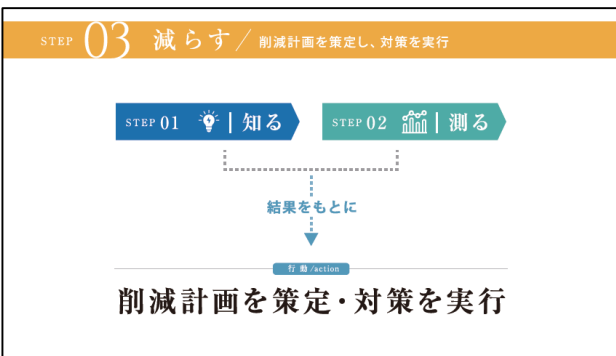 STEP 03 減らす/削減計画を策定し、対策を実行
STEP 01 | 知る
STEP 02 | 測る
結果をもとに
行動/action
削減計画を策定・対策を実行